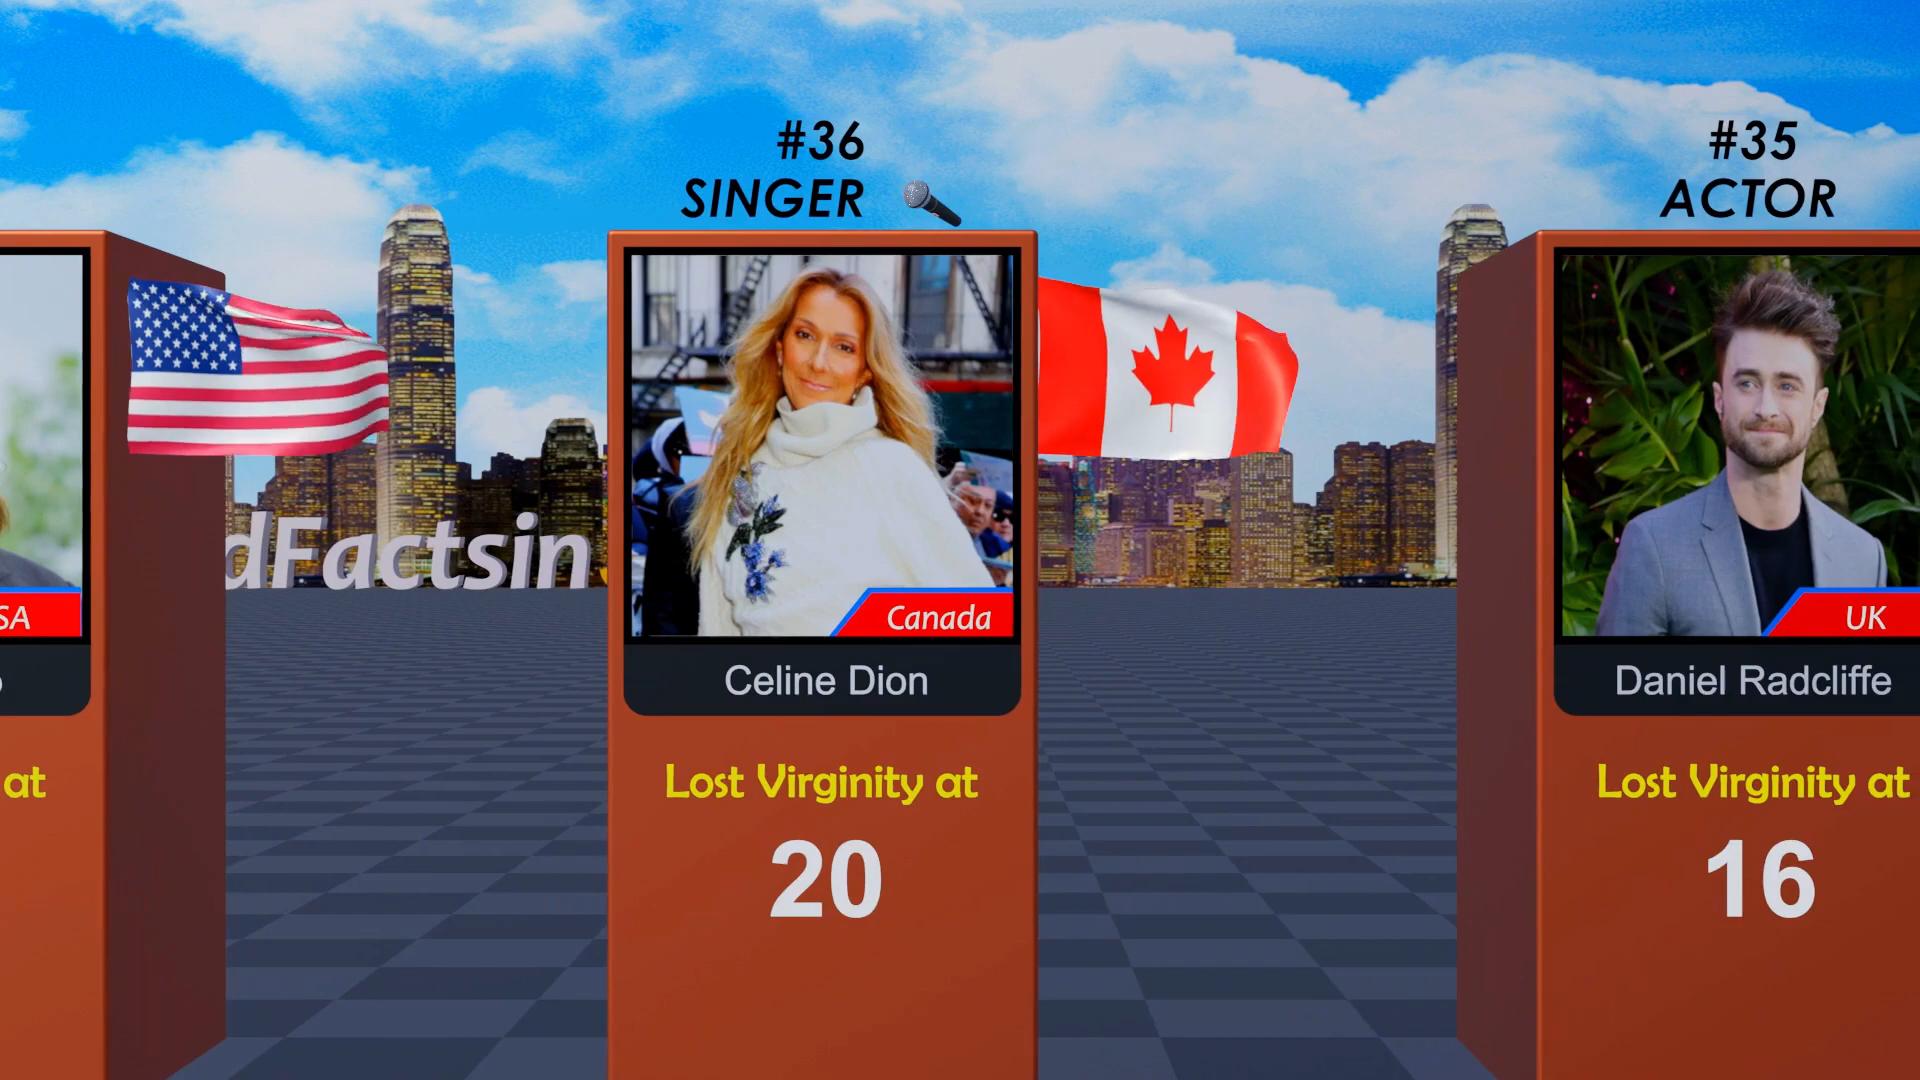 #36
SINGER
#35
ACTOR
dFactsin
SA
Canada
UK
Celine Dion
Daniel Radcliffe
at
Lost Virginity at
Lost Virginity at
20
16